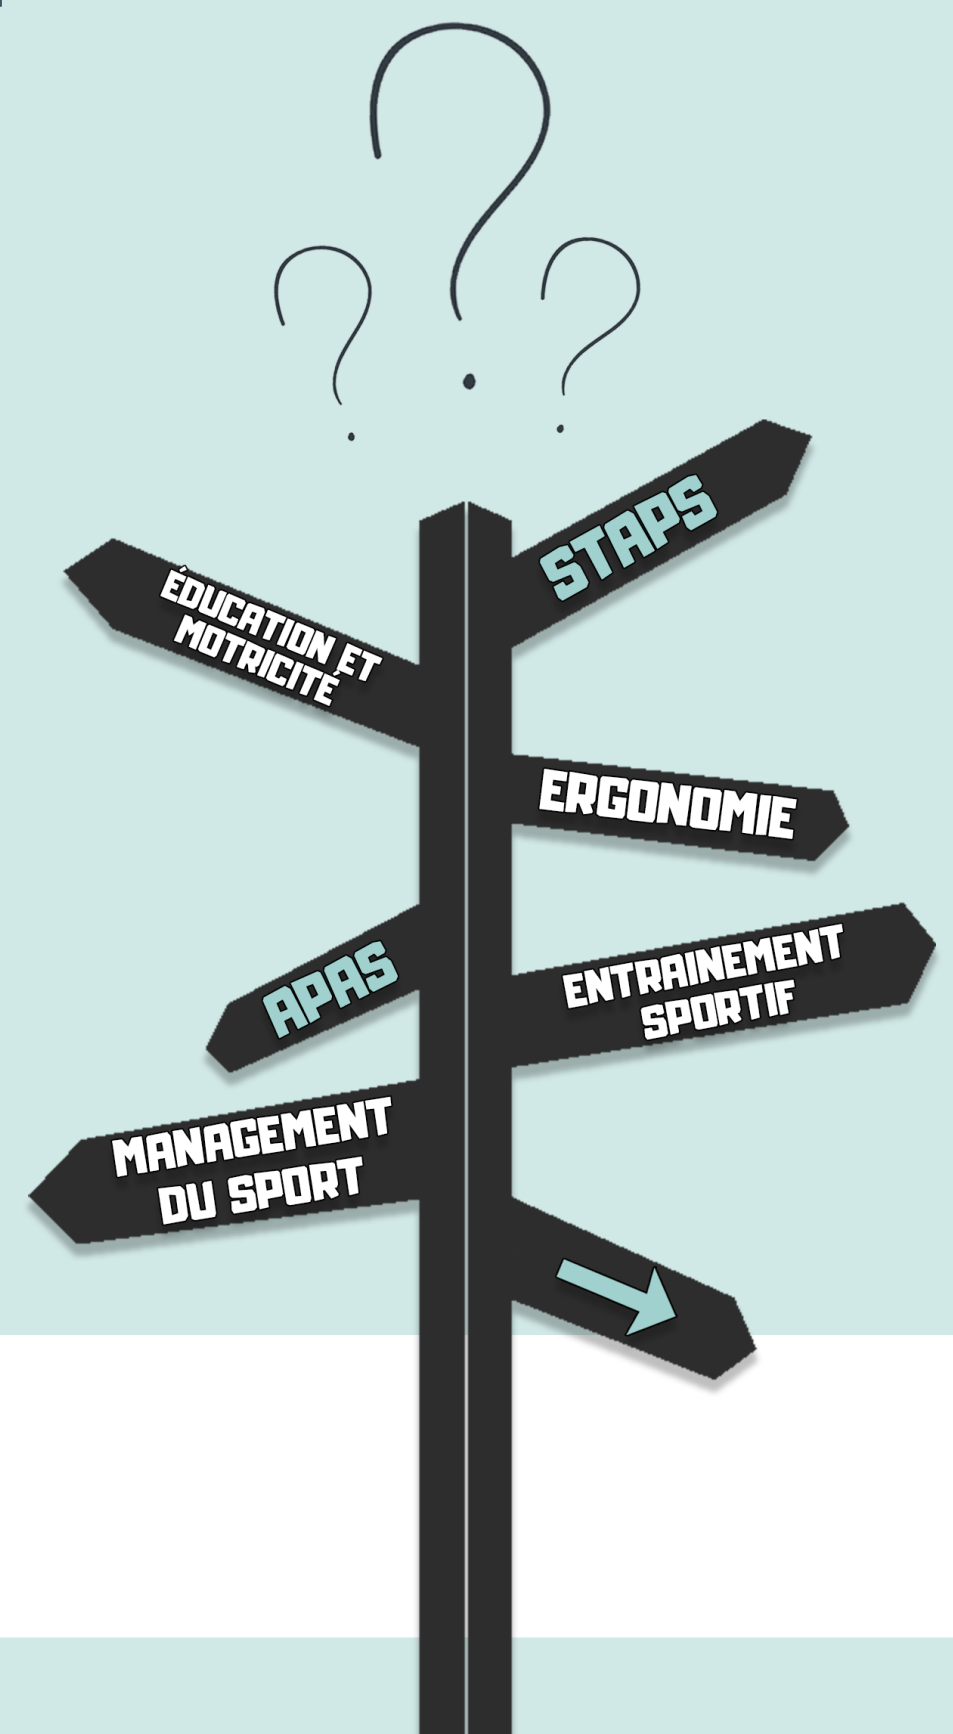 STAPS
ÉDUCATION ET
MOTRICITÉ
ERGONOMIE
APAS
ENTRAINEMENT
SPORTIF
MANAGEMENT
DU SPORT